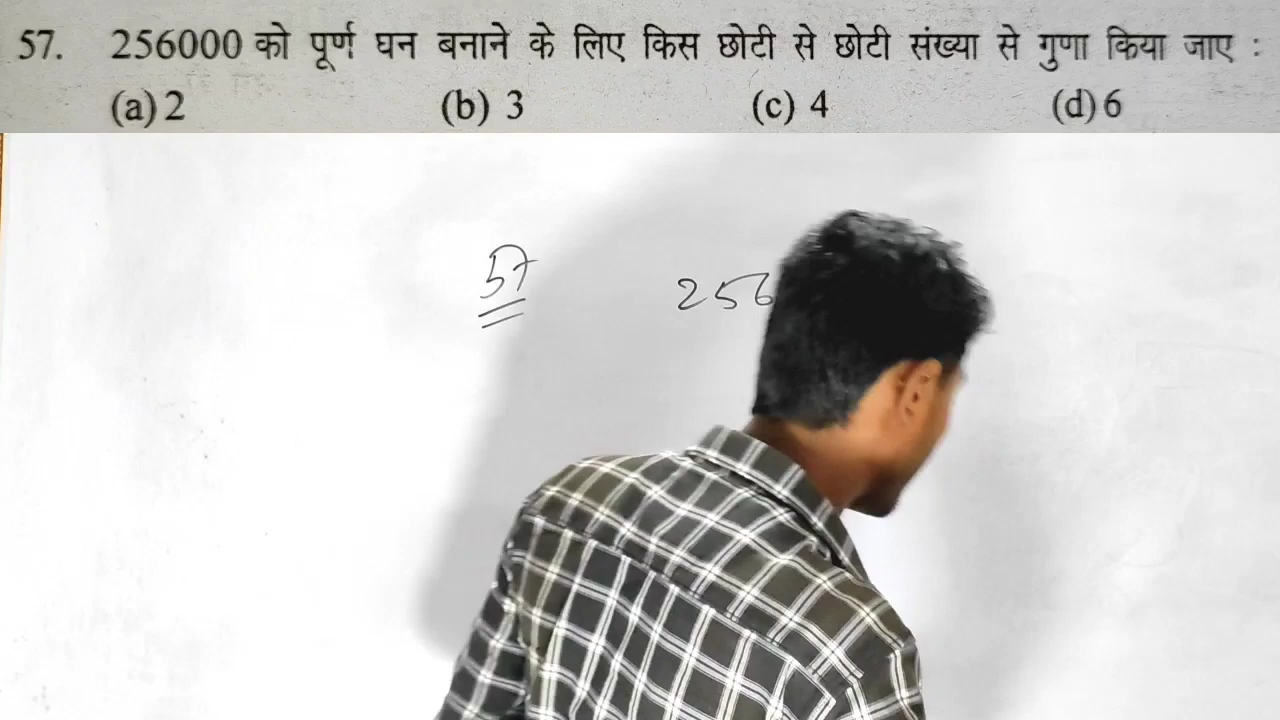 57. 256000 को पूर्ण घन बनाने के लिए किस छोटी से छोटी संख्या से गुणा किया जाए :
(a) 2 (b) 3 (c) 4 (d) 6
57 256